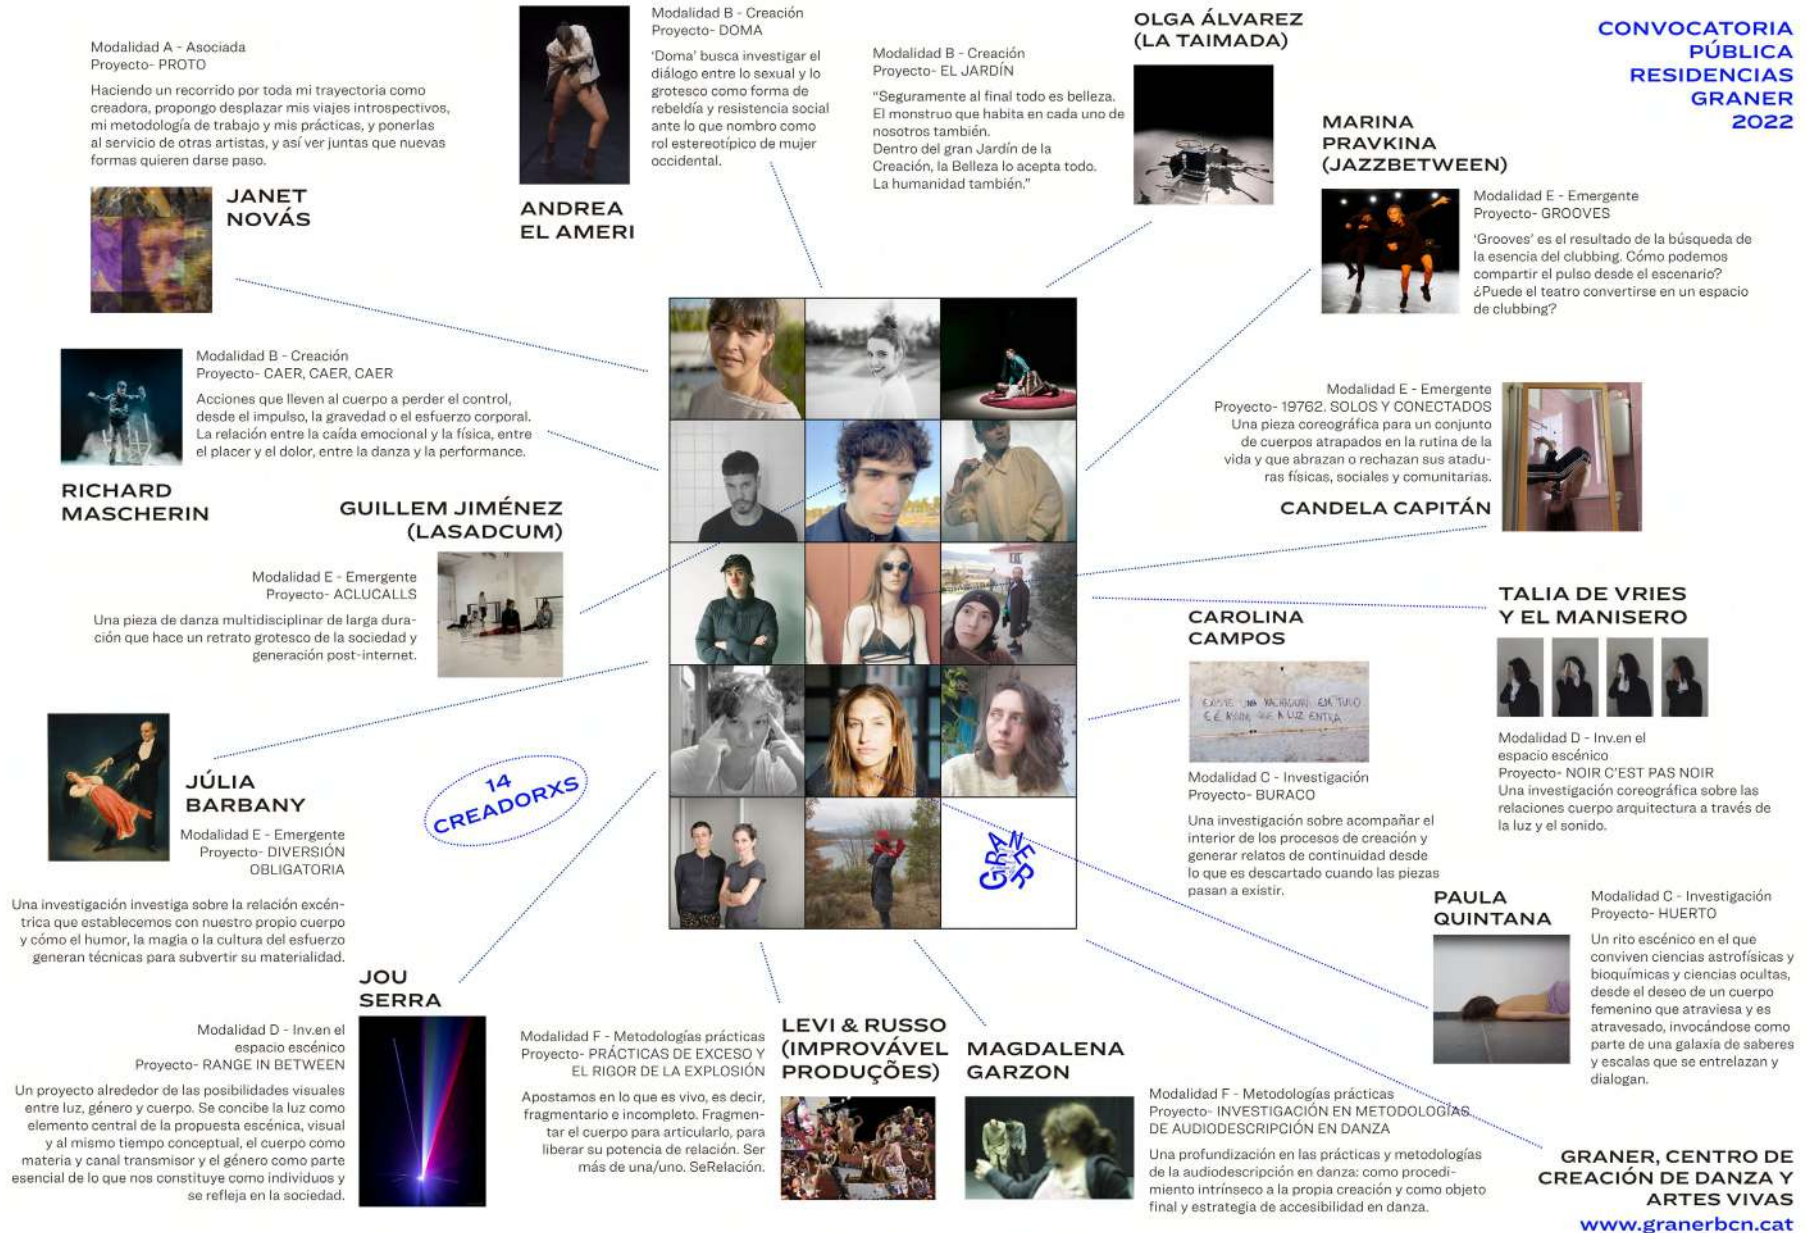 CONVOCATORIA
PÚBLICA
RESIDENCIAS
GRANER
2022
Modalidad A - Asociada
Proyecto- PROTO
Haciendo un recorrido por toda mi trayectoria como
creadora, propongo desplazar mis viajes introspectivos,
mi metodología de trabajo y mis prácticas, y ponerlas
al servicio de otras artistas, y así ver juntas que nuevas
formas quieren darse paso.
JANET
NOVÁS
Modalidad B - Creación
Proyecto- DOMA
‘Doma’ busca investigar el
diálogo entre lo sexual y lo
grotesco como forma de
rebeldía y resistencia social
ante lo que nombro como
rol estereotípico de mujer
occidental.
ANDREA
EL AMERI
OLGA ÁLVAREZ
(LA TAIMADA)
Modalidad B - Creación
Proyecto- EL JARDÍN
“Seguramente al final todo es belleza.
El monstruo que habita en cada uno de
nosotros también.
Dentro del gran Jardín de la
Creación, la Belleza lo acepta todo.
La humanidad también.”
MARINA
PRAVKINA
(JAZZBETWEEN)
Modalidad E - Emergente
Proyecto- GROOVES
‘Grooves’ es el resultado de la búsqueda de
la esencia del clubbing. Cómo podemos
compartir el pulso desde el escenario?
¿Puede el teatro convertirse en un espacio
de clubbing?
Modalidad B - Creación
Proyecto- CAER, CAER, CAER
Acciones que lleven al cuerpo a perder el control,
desde el impulso, la gravedad o el esfuerzo corporal.
La relación entre la caída emocional y la física, entre
el placer y el dolor, entre la danza y la performance.
RICHARD
MASCHERIN
Modalidad E - Emergente
Proyecto- 19762. SOLOS Y CONECTADOS
Una pieza coreográfica para un conjunto
de cuerpos atrapados en la rutina de la
vida y que abrazan o rechazan sus atadu-
ras físicas, sociales y comunitarias.
CANDELA CAPITÁN
GUILLEM JIMÉNEZ
(LASADCUM)
Modalidad E - Emergente
Proyecto- ACLUCALLS
Una pieza de danza multidisciplinar de larga dura-
ción que hace un retrato grotesco de la sociedad y
generación post-internet.
TALIA DE VRIES
Y EL MANISERO
Modalidad D - Inv.en el
espacio escénico
Proyecto- NOIR C'EST PAS NOIR
Una investigación coreográfica sobre las
relaciones cuerpo arquitectura a través de
la luz y el sonido.
CAROLINA
CAMPOS
EXISTE UMA RACHADURA EM TUDO
E É ASSIM QUE A LUZ ENTRA
Modalidad C - Investigación
Proyecto- BURACO
Una investigación sobre acompañar el
interior de los procesos de creación y
generar relatos de continuidad desde
lo que es descartado cuando las piezas
pasan a existir.
JÚLIA
BARBANY
Modalidad E - Emergente
Proyecto- DIVERSIÓN
OBLIGATORIA
Una investigación investiga sobre la relación excén-
trica que establecemos con nuestro propio cuerpo
y cómo el humor, la magia o la cultura del esfuerzo
generan técnicas para subvertir su materialidad.
14
CREADORXS
GRANER
PAULA
QUINTANA
Modalidad C - Investigación
Proyecto- HUERTO
Un rito escénico en el que
conviven ciencias astrofísicas y
bioquímicas y ciencias ocultas,
desde el deseo de un cuerpo
femenino que atraviesa y es
atravesado, invocándose como
parte de una galaxia de saberes
y escalas que se entrelazan y
dialogan.
JOU
SERRA
Modalidad D - Inv.en el
espacio escénico
Proyecto- RANGE IN BETWEEN
Un proyecto alrededor de las posibilidades visuales
entre luz, género y cuerpo. Se concibe la luz como
elemento central de la propuesta escénica, visual
y al mismo tiempo conceptual, el cuerpo como
materia y canal transmisor y el género como parte
esencial de lo que nos constituye como individuos y
se refleja en la sociedad.
Modalidad F - Metodologías prácticas
Proyecto- PRÁCTICAS DE EXCESO Y
EL RIGOR DE LA EXPLOSIÓN
Apostamos en lo que es vivo, es decir,
fragmentario e incompleto. Fragmen-
tar el cuerpo para articularlo, para
liberar su potencia de relación. Ser
más de una/uno. SeRelación.
LEVI & RUSSO
(IMPROVÁVEL
PRODUÇÕES)
MAGDALENA
GARZON
Modalidad F - Metodologías prácticas
Proyecto- INVESTIGACIÓN EN METODOLOGÍAS
DE AUDIODESCRIPCIÓN EN DANZA
Una profundización en las prácticas y metodologías
de la audiodescripción en danza: como procedi-
miento intrínseco a la propia creación y como objeto
final y estrategia de accesibilidad en danza.
GRANER, CENTRO DE
CREACIÓN DE DANZA Y
ARTES VIVAS
www.granerbcn.cat